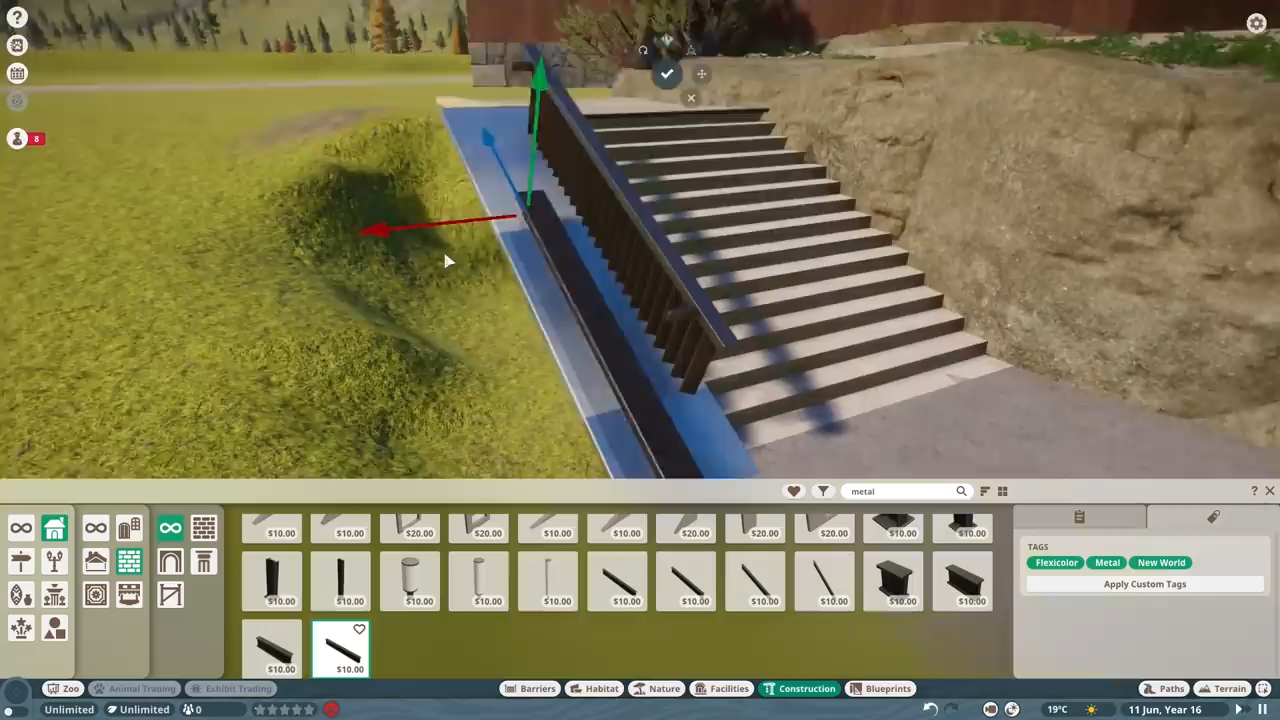 ?
8
metal
? ×
$10.00 $10.00 $20.00 $20.00 $10.00 $10.00 $20.00 $20.00 $20.00 $10.00 $10.00
$10.00 $10.00 $10.00 $10.00 $10.00 $10.00 $10.00 $10.00 $10.00 $10.00 $10.00
$10.00 $10.00
TAGS
Flexicolor Metal New World
Apply Custom Tags
Zoo Animal Trading Exhibit Trading Barriers Habitat Nature Facilities Construction Blueprints Paths Terrain
Unlimited Unlimited 0 19°C 11 Jun, Year 16